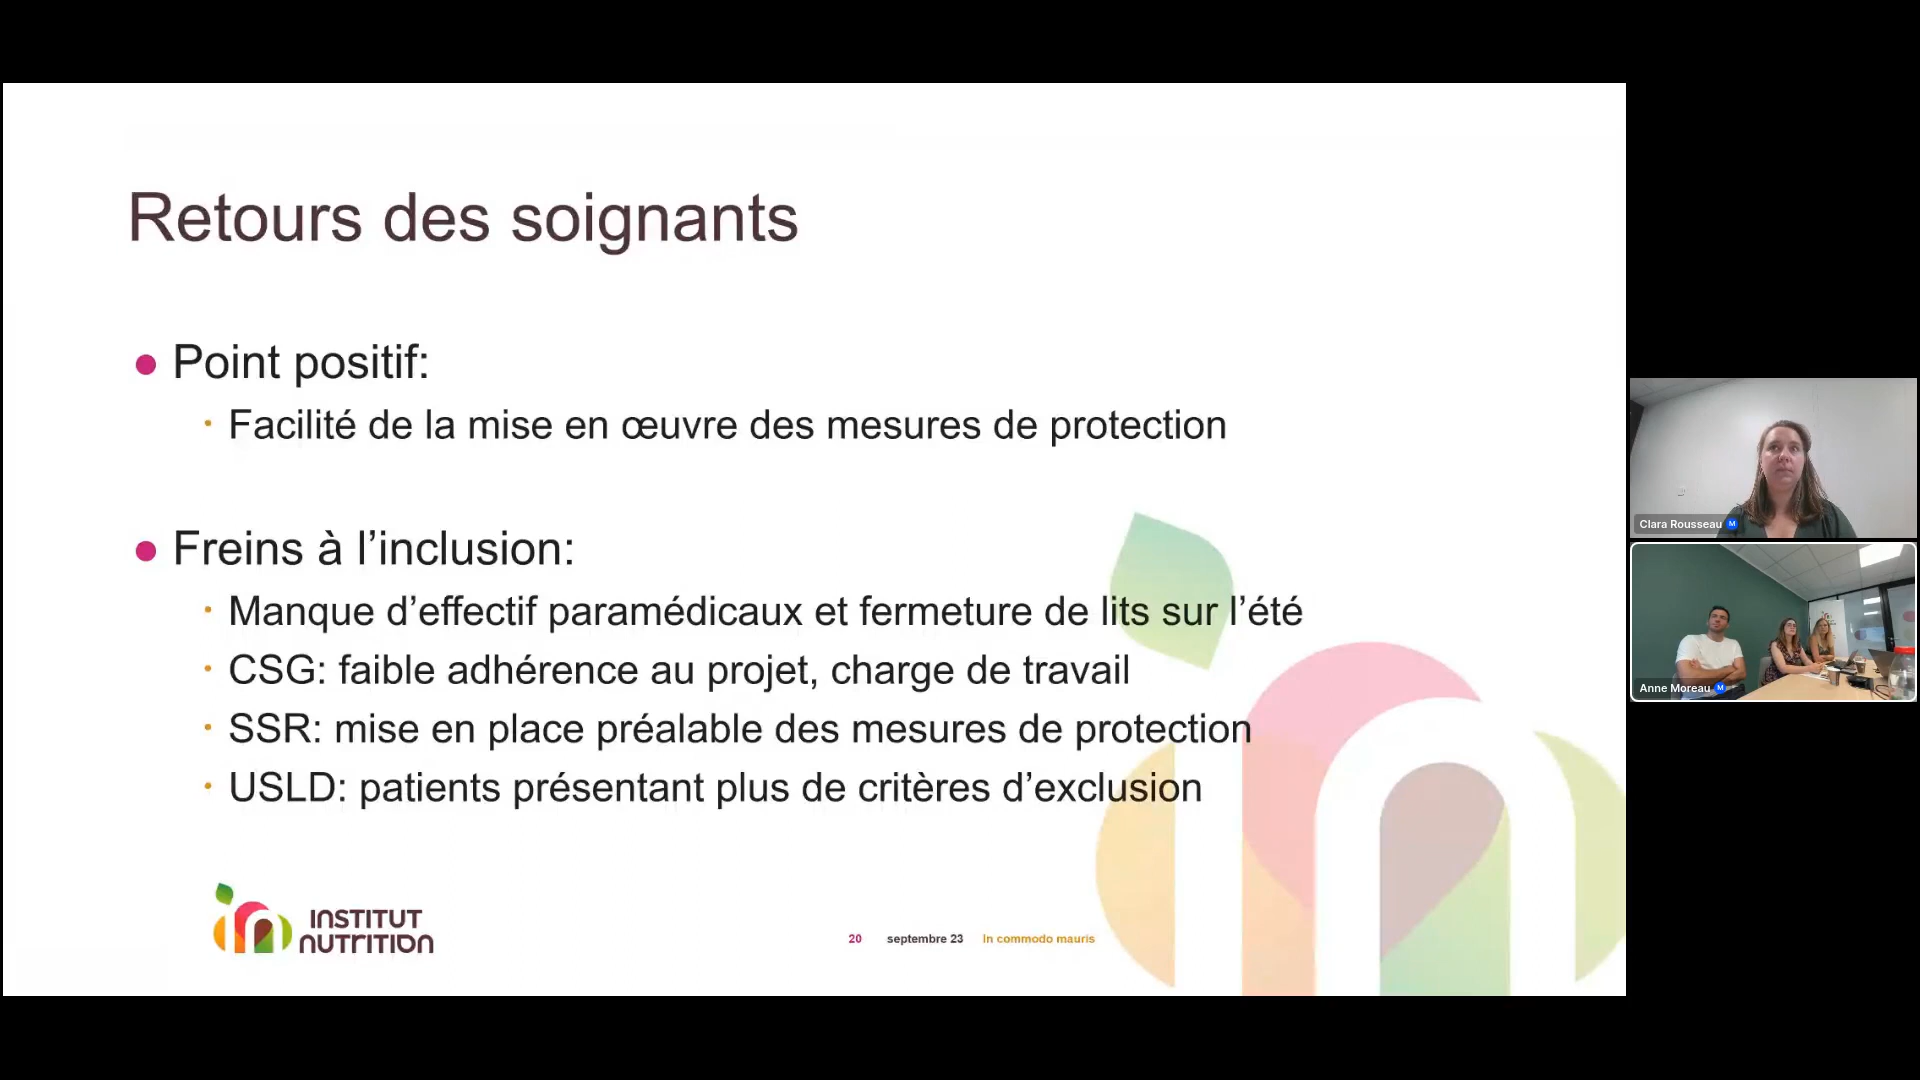 Retours des soignants
Point positif:
Facilité de la mise en œuvre des mesures de protection
Freins à l’inclusion:
Manque d’effectif paramédicaux et fermeture de lits sur l’été
CSG: faible adhérence au projet, charge de travail
SSR: mise en place préalable des mesures de protection
USLD: patients présentant plus de critères d’exclusion
INSTITUT
NUTRITION
20 septembre 23 In commodo mauris
Clara Rousseau M
Anne Moreau M